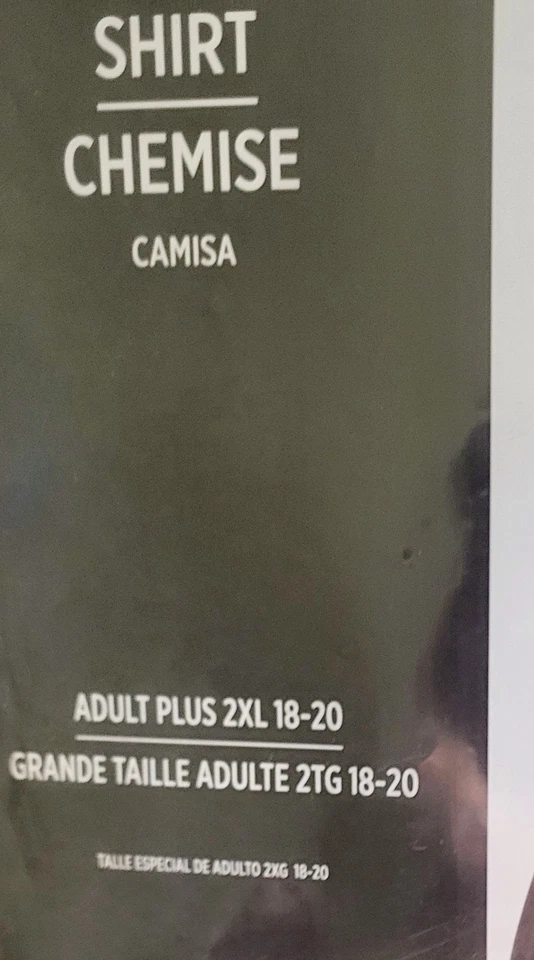 SHIRT
CHEMISE
CAMISA
ADULT PLUS 2XL 18-20
GRANDE TAILLE ADULTE 2TG 18-20
TALLE ESPECIAL DE ADULTO 2XG 18-20